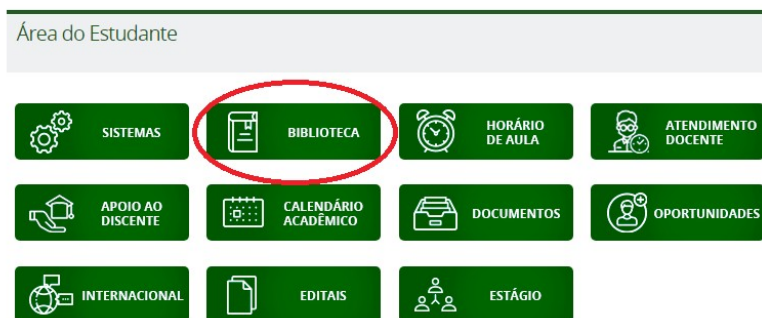 Área do Estudante
SISTEMAS
BIBLIOTECA
HORÁRIO
DE AULA
ATENDIMENTO
DOCENTE
APOIO AO
DISCENTE
CALENDÁRIO
ACADÊMICO
DOCUMENTOS
OPORTUNIDADES
INTERNACIONAL
EDITAIS
ESTÁGIO